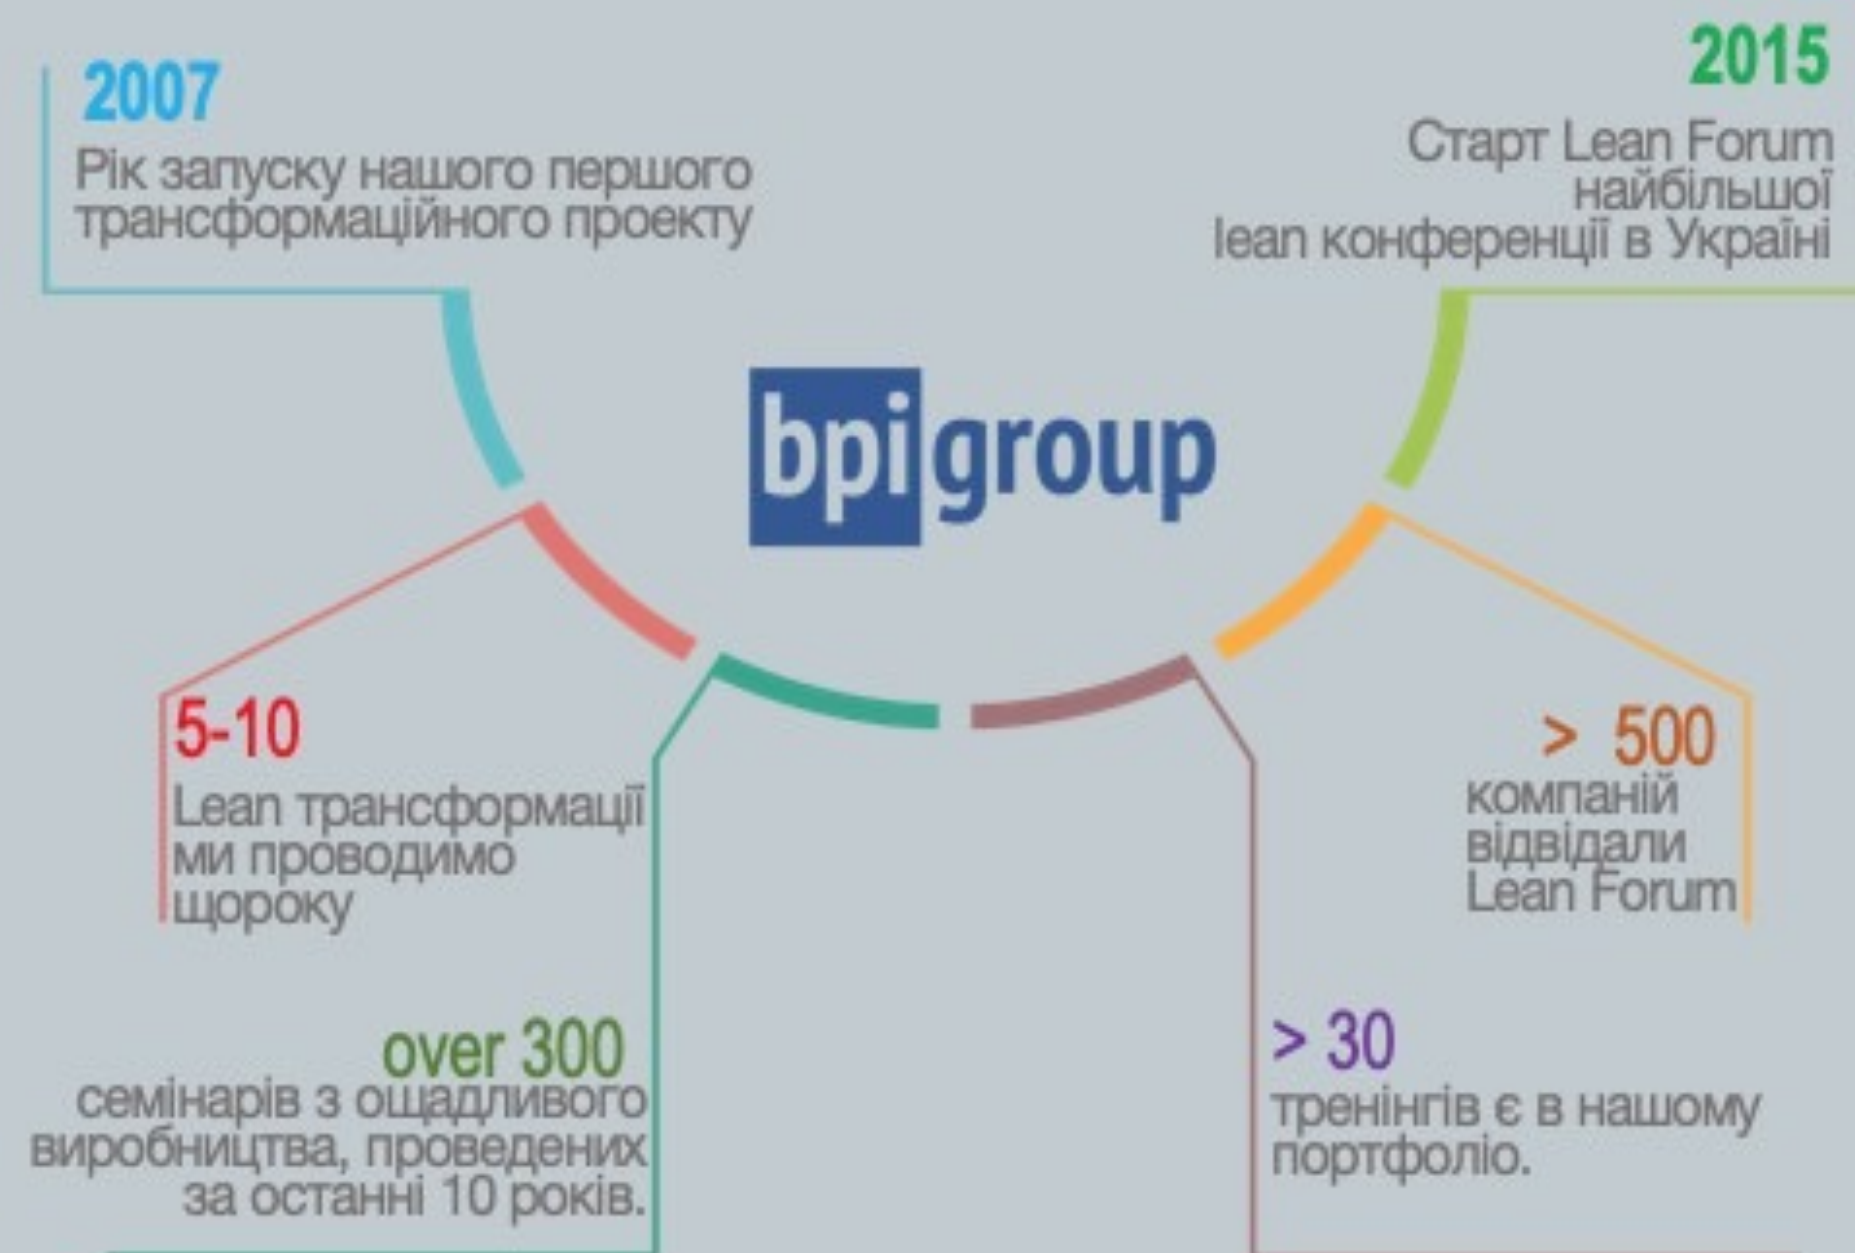 2007
Рік запуску нашого першого
трансформаційного проекту
2015
Старт Lean Forum
найбільшої
lean конференції в Україні
bpi group
5-10
Lean трансформації
ми проводимо
щороку
> 500
компаній
відвідали
Lean Forum
over 300
семінарів з ощадливого
виробництва, проведених
за останні 10 років.
> 30
тренінгів є в нашому
портфоліо.